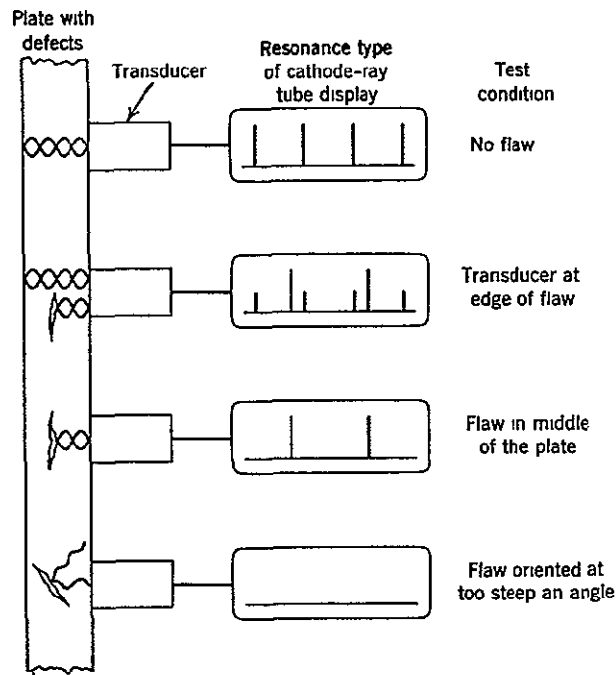 Plate with
defects
Transducer
Resonance type
of cathode-ray
tube display
Test
condition
No flaw
Transducer at
edge of flaw
Flaw in middle
of the plate
Flaw oriented at
too steep an angle